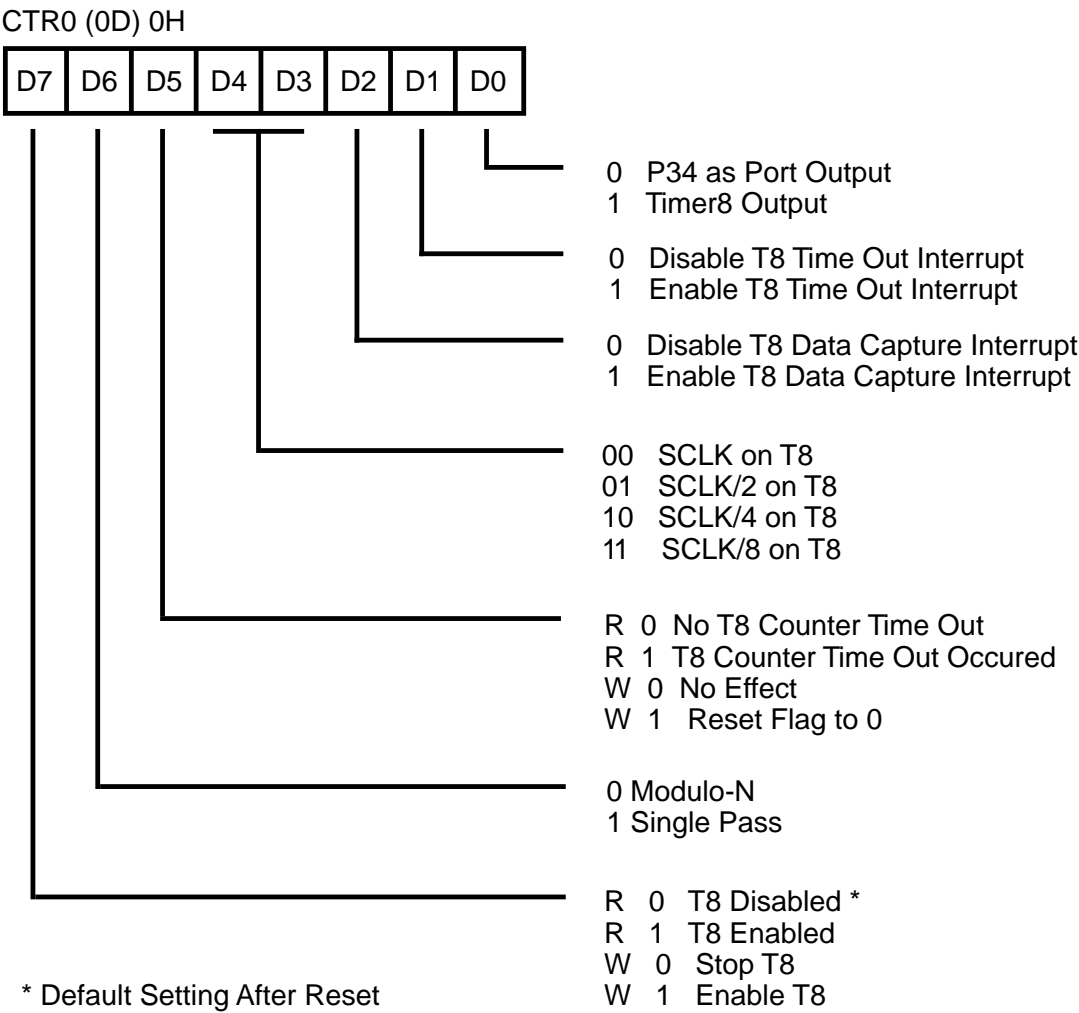 CTR0 (0D) 0H
D7 D6 D5 D4 D3 D2 D1 D0
0 P34 as Port Output
1 Timer8 Output
0 Disable T8 Time Out Interrupt
1 Enable T8 Time Out Interrupt
0 Disable T8 Data Capture Interrupt
1 Enable T8 Data Capture Interrupt
00 SCLK on T8
01 SCLK/2 on T8
10 SCLK/4 on T8
11 SCLK/8 on T8
R 0 No T8 Counter Time Out
R 1 T8 Counter Time Out Occured
W 0 No Effect
W 1 Reset Flag to 0
0 Modulo-N
1 Single Pass
R 0 T8 Disabled *
R 1 T8 Enabled
W 0 Stop T8
W 1 Enable T8
* Default Setting After Reset